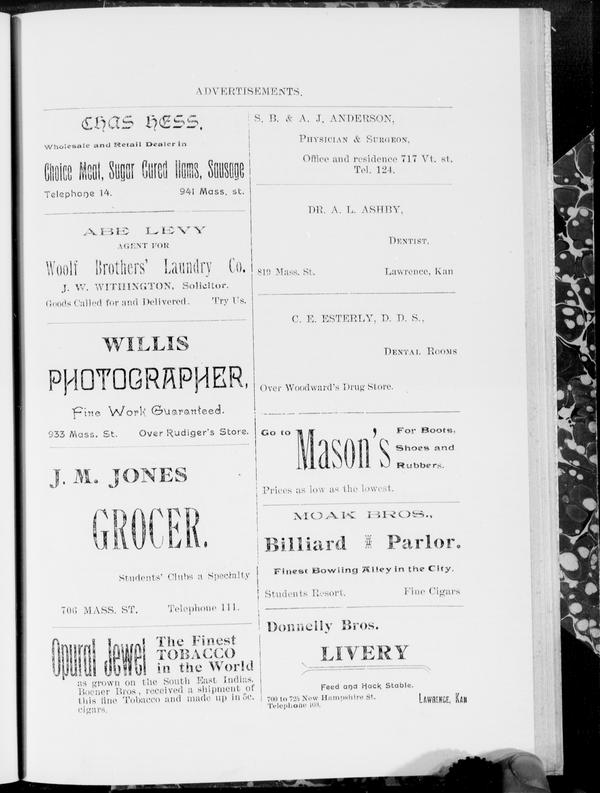 ADVERTISEMENTS.
CHAS HESS,
Wholesale and Retail Dealer in
Choice Meat, Sugar Cured Hams, Sausage
Telephone 14. 941 Mass. st.
ABE LEVY
AGENT FOR
Woolf Brothers' Laundry Co.
J. W. WITHINGTON, Solicitor.
Goods Called for and Delivered. Try Us.
WILLIS
PHOTOGRAPHER,
Fine Work Guaranteed.
933 Mass. St. Over Rudiger's Store.
J. M. JONES
GROCER.
Students' Clubs a Specialty
706 MASS. ST. Telephone 111.
Opural Jewel
The Finest
TOBACCO
in the World
as grown on the South East Indias.
Boener Bros., received a shipment of
this fine Tobacco and made up in 5c.
cigars.
S. B. & A. J. ANDERSON,
PHYSICIAN & SURGEON,
Office and residence 717 Vt. st.
Tel. 124.
DR. A. L. ASHBY,
DENTIST,
819 Mass. St. Lawrence, Kan
C. E. ESTERLY, D. D. S.,
DENTAL ROOMS
Over Woodward's Drug Store.
Go to Mason's For Boots,
Shoes and
Rubbers.
Prices as low as the lowest.
MOAK BROS.,
Billiard Parlor.
Finest Bowling Alley in the City.
Students Resort. Fine Cigars
Donnelly Bros.
LIVERY
Feed and Hack Stable.
700 to 725 New Hampshire St.
Telephone 108.
LAWRENCE, KAN